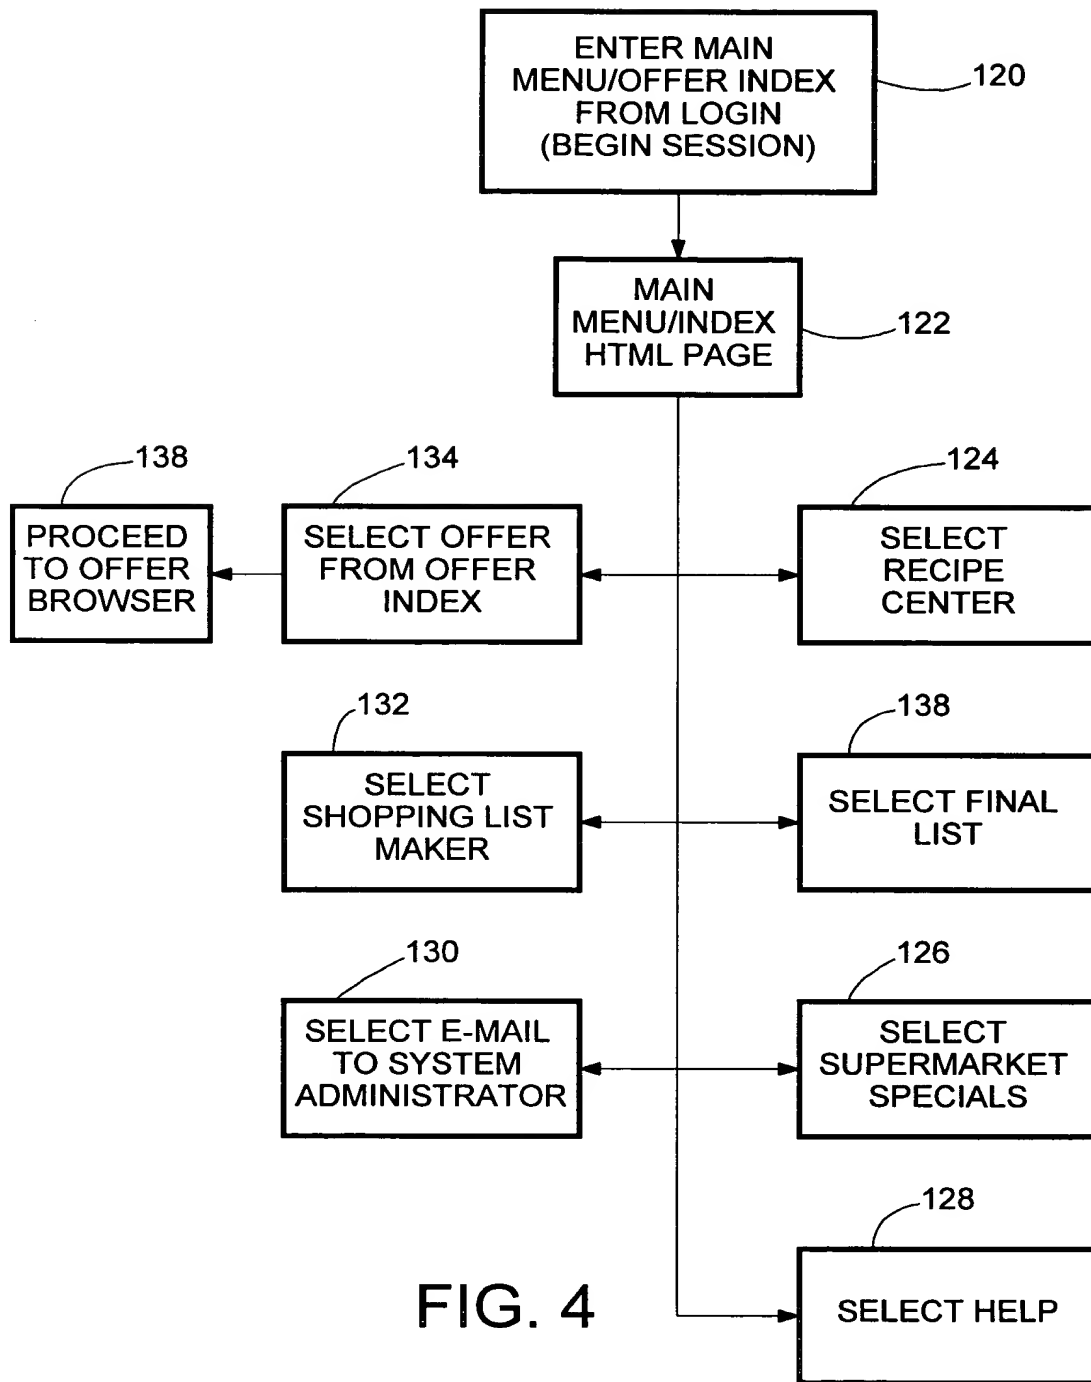 ENTER MAIN
MENU/OFFER INDEX
FROM LOGIN
(BEGIN SESSION)
120
MAIN
MENU/INDEX
HTML PAGE
122
138
PROCEED
TO OFFER
BROWSER
134
SELECT OFFER
FROM OFFER
INDEX
124
SELECT
RECIPE
CENTER
132
SELECT
SHOPPING LIST
MAKER
138
SELECT FINAL
LIST
130
SELECT E-MAIL
TO SYSTEM
ADMINISTRATOR
126
SELECT
SUPERMARKET
SPECIALS
128
SELECT HELP
FIG. 4